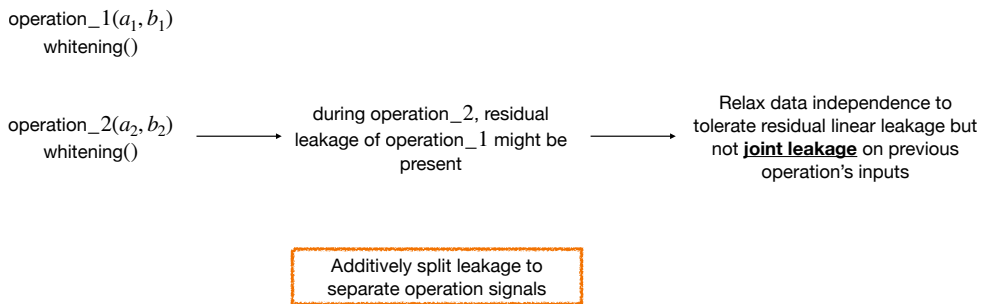 operation_1(a₁, b₁)
whitening()
operation_2(a₂, b₂)
whitening()
during operation_2, residual
leakage of operation_1 might be
present
Relax data independence to
tolerate residual linear leakage but
not joint leakage on previous
operation's inputs
Additively split leakage to
separate operation signals